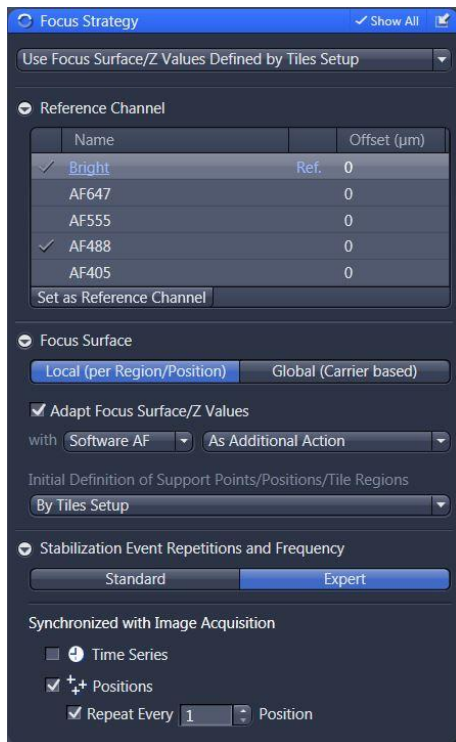 Focus Strategy Show All
Use Focus Surface/Z Values Defined by Tiles Setup
Reference Channel
Name Offset (µm)
Bright Ref. 0
AF647 0
AF555 0
AF488 0
AF405 0
Set as Reference Channel
Focus Surface
Local (per Region/Position) Global (Carrier based)
Adapt Focus Surface/Z Values
with Software AF As Additional Action
Initial Definition of Support Points/Positions/Tile Regions
By Tiles Setup
Stabilization Event Repetitions and Frequency
Standard Expert
Synchronized with Image Acquisition
Time Series
Positions
Repeat Every 1 Position